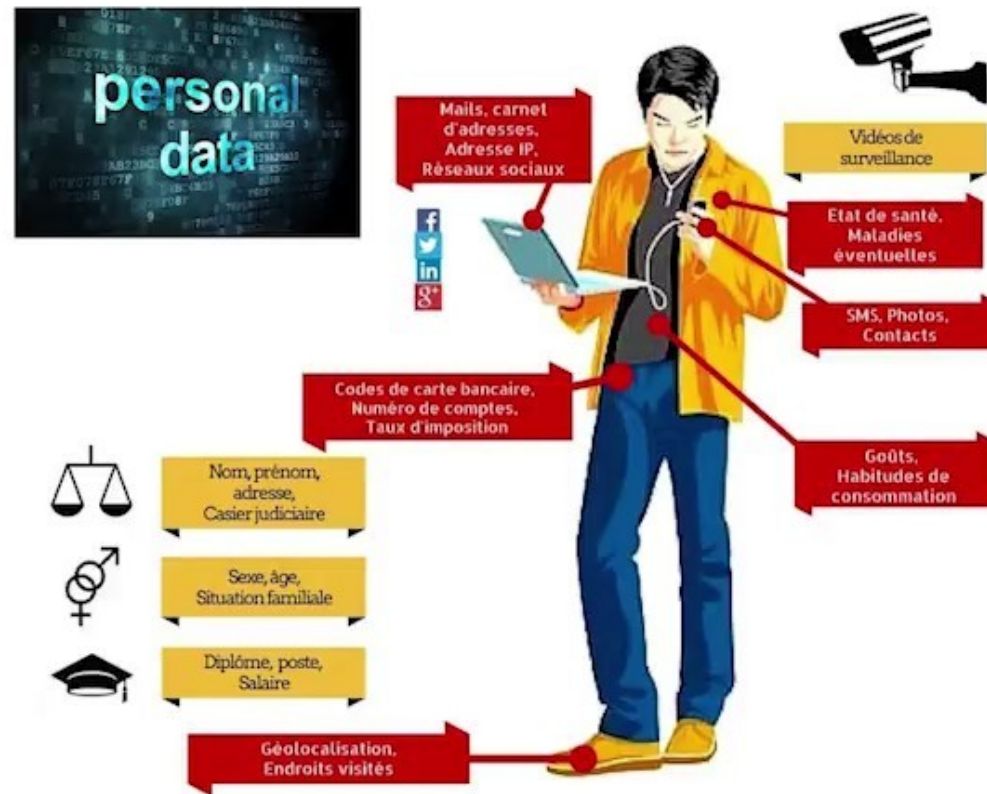 personal
data
Mails, carnet
d'adresses,
Adresse IP,
Réseaux sociaux
Vidéos de
surveillance
Etat de santé,
Maladies
éventuelles
f
in
g+
SMS, Photos,
Contacts
Codes de carte bancaire,
Numéro de comptes,
Taux d'imposition
Goûts,
Habitudes de
consommation
Nom, prénom,
adresse,
Casier judiciaire
Sexe, âge,
Situation familiale
Diplôme, poste,
Salaire
Géolocalisation,
Endroits visités